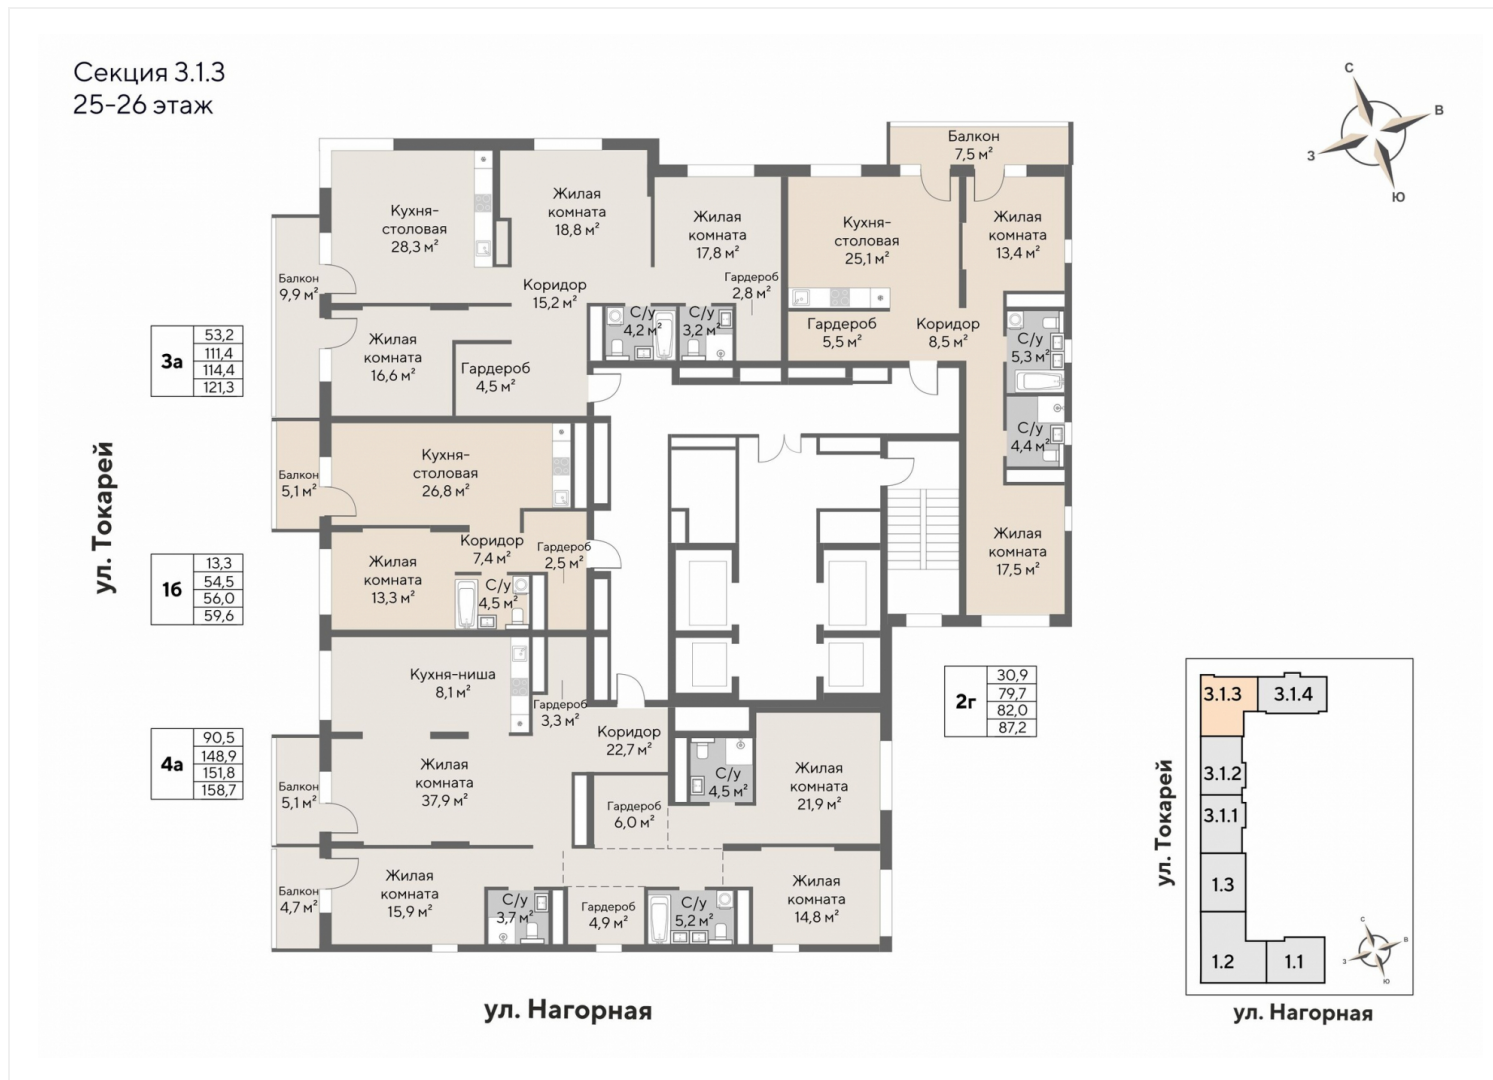 Секция 3.1.3
25-26 этаж
С
В
З
Ю
Балкон
7,5 м²
Кухня-
столовая
28,3 м²
Жилая
комната
18,8 м²
Жилая
комната
17,8 м²
Кухня-
столовая
25,1 м²
Жилая
комната
13,4 м²
Балкон
9,9 м²
Коридор
15,2 м²
Гардероб
2,8 м²
С/у
4,2 м²
С/у
3,2 м²
Гардероб
5,5 м²
Коридор
8,5 м²
С/у
5,3 м²
3а
53,2
111,4
114,4
121,3
Жилая
комната
16,6 м²
Гардероб
4,5 м²
С/у
4,4 м²
ул. Токарей
Балкон
5,1 м²
Кухня-
столовая
26,8 м²
Коридор
7,4 м²
Гардероб
2,5 м²
Жилая
комната
13,3 м²
С/у
4,5 м²
Жилая
комната
17,5 м²
1б
13,3
54,5
56,0
59,6
Кухня-ниша
8,1 м²
Гардероб
3,3 м²
Коридор
22,7 м²
2г
30,9
79,7
82,0
87,2
4а
90,5
148,9
151,8
158,7
Балкон
5,1 м²
Жилая
комната
37,9 м²
С/у
4,5 м²
Жилая
комната
21,9 м²
Гардероб
6,0 м²
Балкон
4,7 м²
Жилая
комната
15,9 м²
С/у
3,7 м²
Гардероб
4,9 м²
С/у
5,2 м²
Жилая
комната
14,8 м²
ул. Нагорная
3.1.3
3.1.4
3.1.2
3.1.1
1.3
1.2
1.1
ул. Токарей
С
В
З
Ю
ул. Нагорная